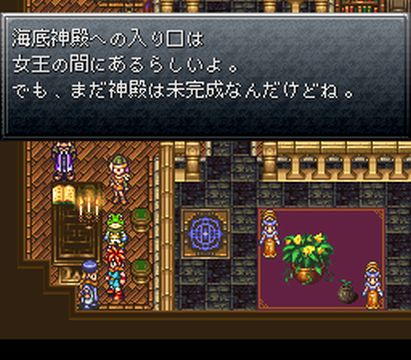 海底神殿への入り口は
女王の間にあるらしいよ。
でも、まだ神殿は未完成なんだけどね。